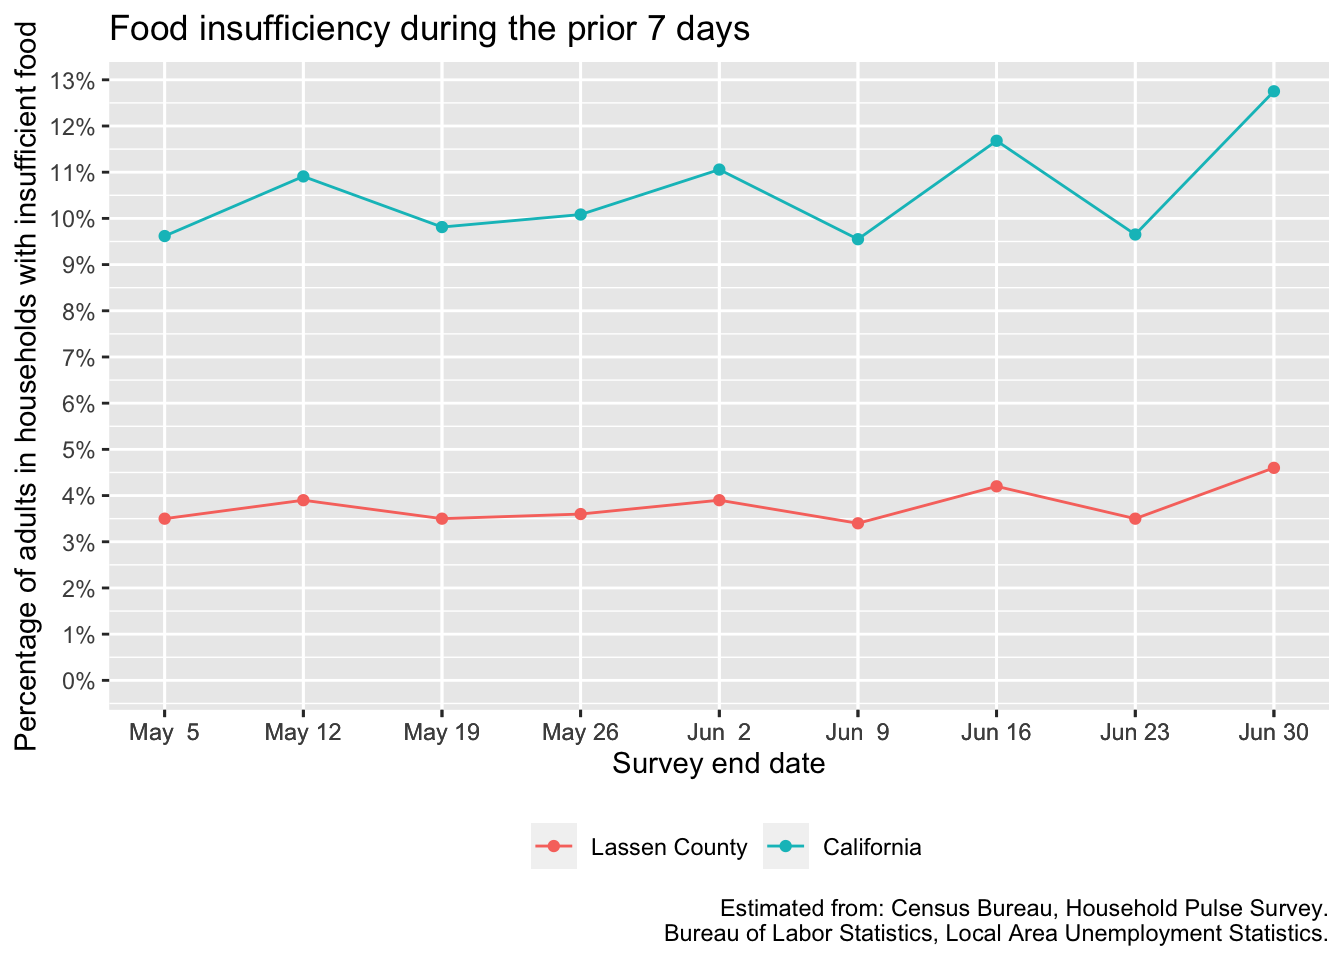 Food insufficiency during the prior 7 days
Percentage of adults in households with insufficient food
13%
12%
11%
10%
9%
8%
7%
6%
5%
4%
3%
2%
1%
0%
May  5 May 12 May 19 May 26 Jun  2 Jun  9 Jun 16 Jun 23 Jun 30
Survey end date
Lassen County California
Estimated from: Census Bureau, Household Pulse Survey.
Bureau of Labor Statistics, Local Area Unemployment Statistics.